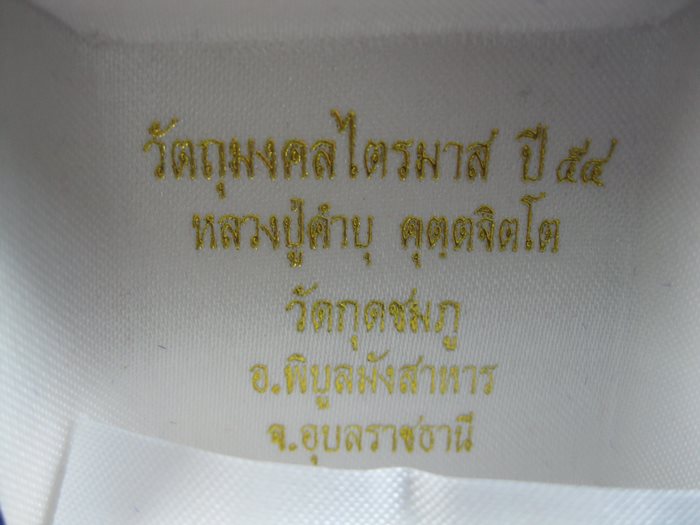 วัตถุมงคลไตรมาส ปี ๕๔
หลวงปู่คำบุ คุตฺตจิตโต
วัดกุดชมภู
อ.พิบูลมังสาหาร
จ.อุบลราชธานี